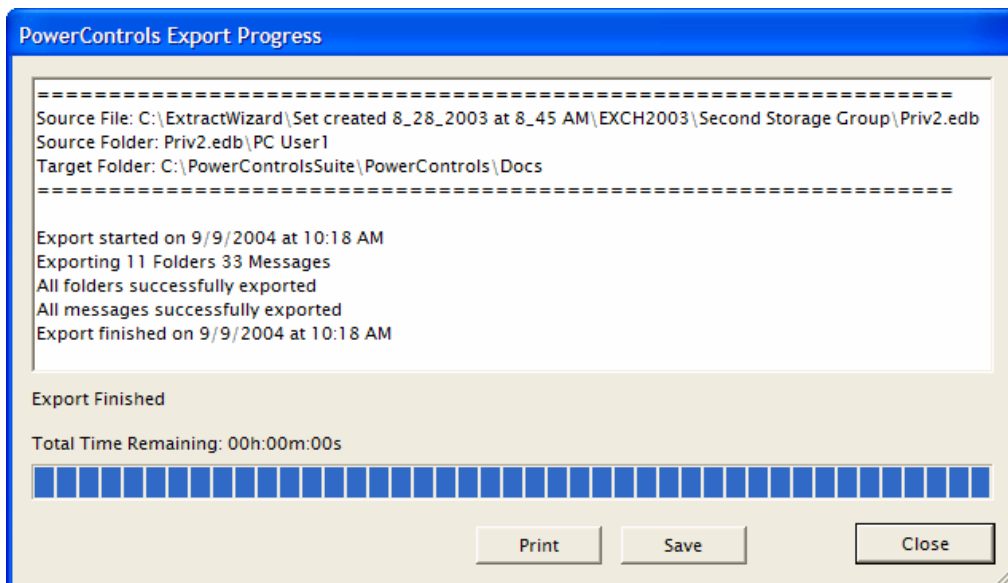 PowerControls Export Progress
==================================================================
Source File: C:\ExtractWizard\Set created 8_28_2003 at 8_45 AM\EXCH2003\Second Storage Group\Priv2.edb
Source Folder: Priv2.edb\PC User1
Target Folder: C:\PowerControlsSuite\PowerControls\Docs
==================================================================
Export started on 9/9/2004 at 10:18 AM
Exporting 11 Folders 33 Messages
All folders successfully exported
All messages successfully exported
Export finished on 9/9/2004 at 10:18 AM
Export Finished
Total Time Remaining: 00h:00m:00s
Print Save Close